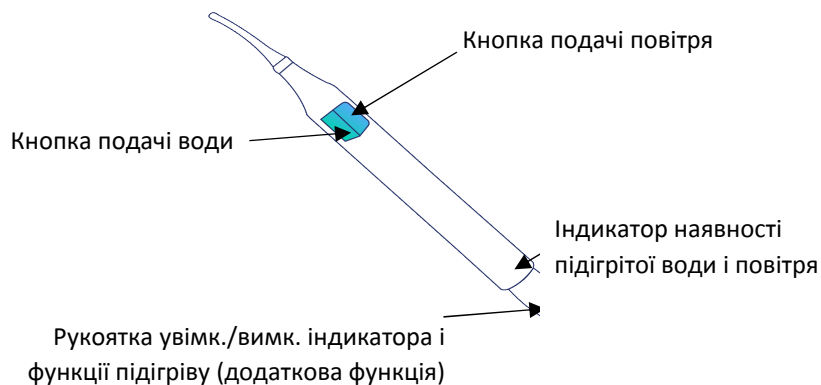 Кнопка подачі повітря
Кнопка подачі води
Індикатор наявності
підігрітої води і повітря
Рукоятка увімк./вимк. індикатора і
функції підігріву (додаткова функція)